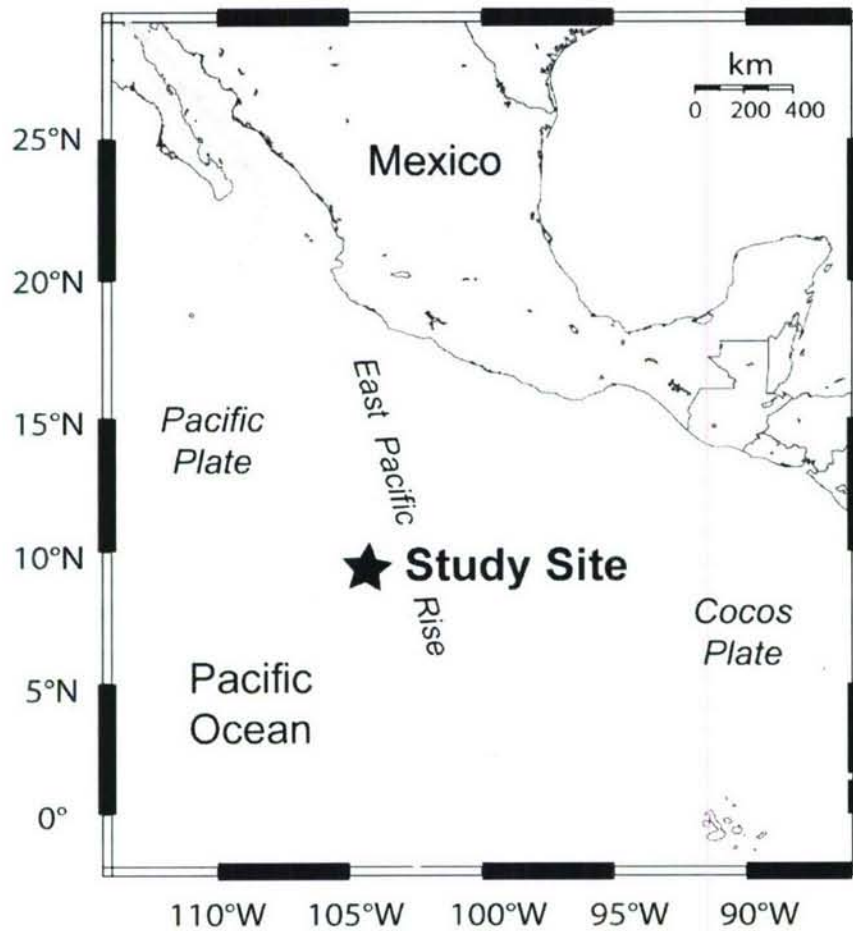 km
0 200 400
25°N
Mexico
20°N
East Pacific Rise
15°N
Pacific
Plate
10°N
Study Site
Cocos
Plate
5°N
Pacific
Ocean
0°
110°W 105°W 100°W 95°W 90°W